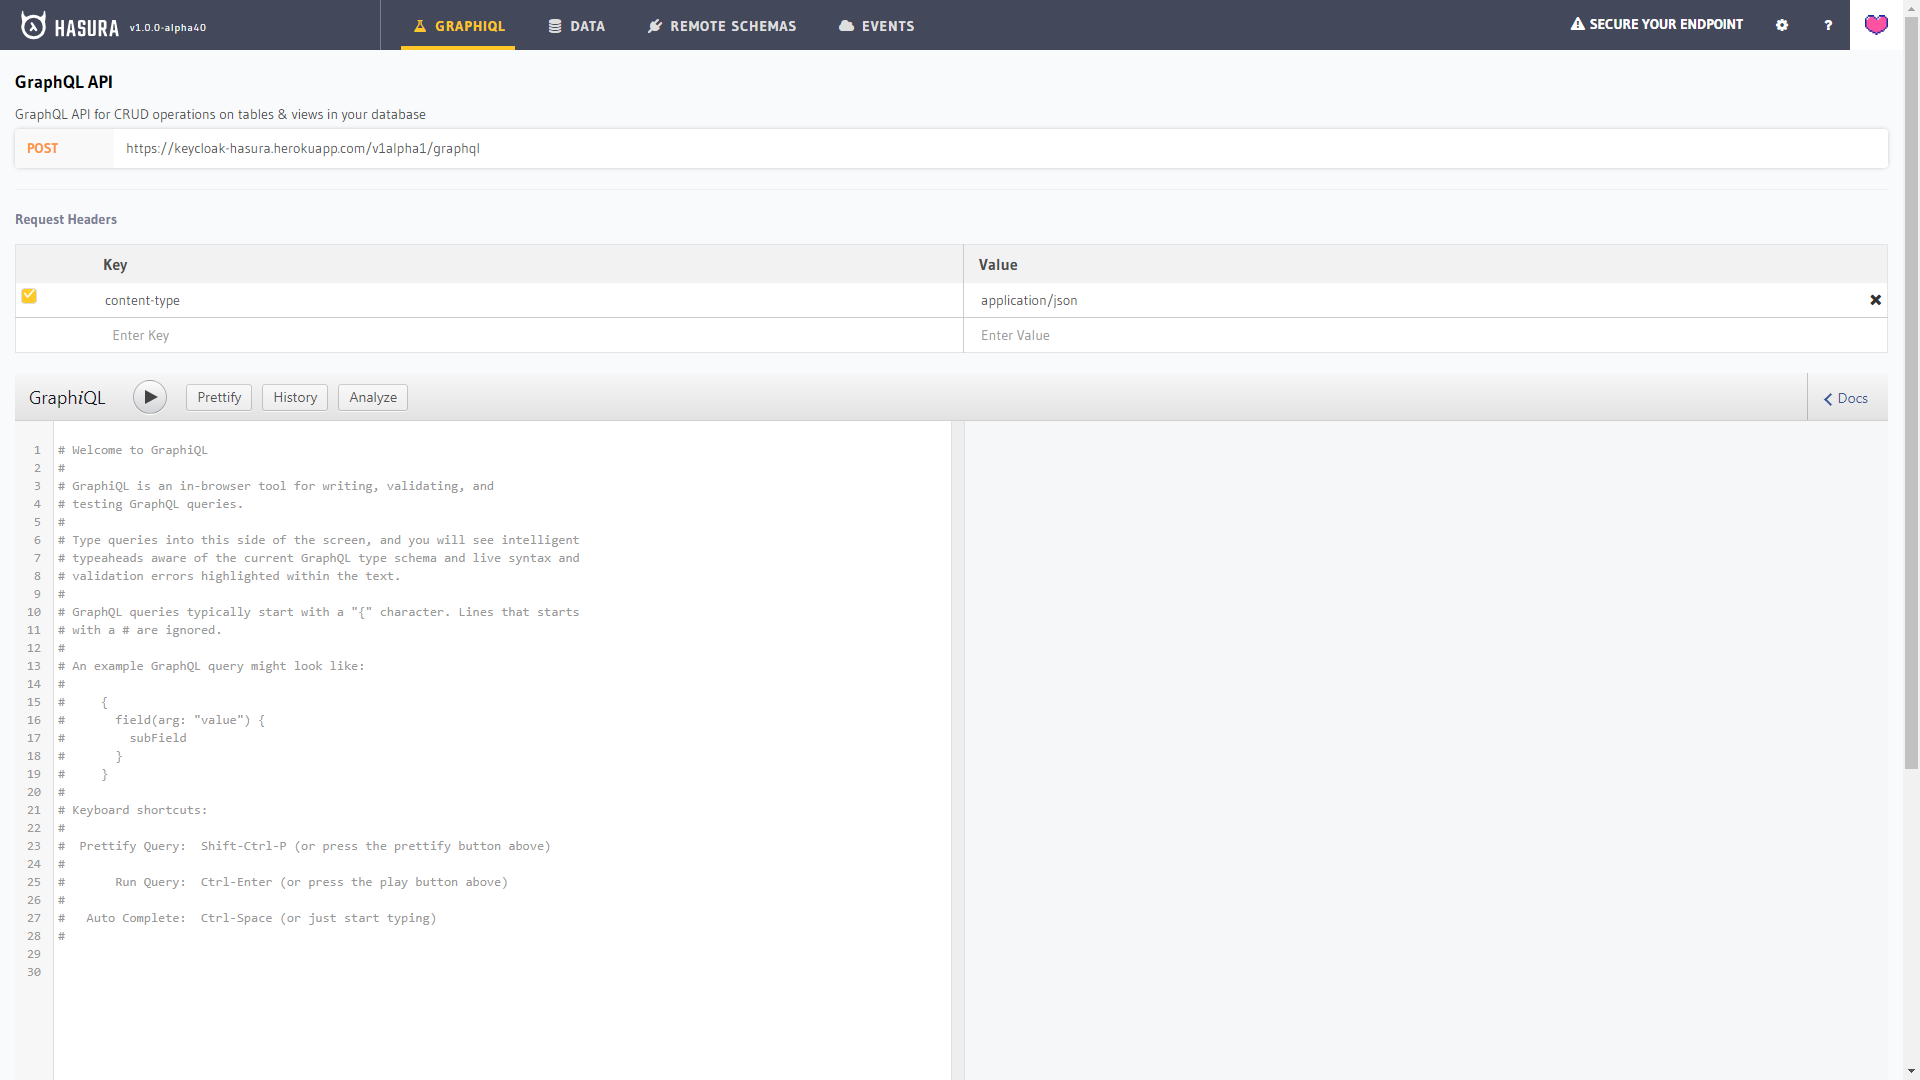 HASURA v1.0.0-alpha40
GRAPHIQL DATA REMOTE SCHEMAS EVENTS
SECURE YOUR ENDPOINT ?
GraphQL API
GraphQL API for CRUD operations on tables & views in your database
POST https://keycloak-hasura.herokuapp.com/v1alpha1/graphql
Request Headers
Key Value
content-type application/json
Enter Key Enter Value
GraphiQL Prettify History Analyze Docs
1 # Welcome to GraphiQL
2 #
3 # GraphiQL is an in-browser tool for writing, validating, and
4 # testing GraphQL queries.
5 #
6 # Type queries into this side of the screen, and you will see intelligent
7 # typeaheads aware of the current GraphQL type schema and live syntax and
8 # validation errors highlighted within the text.
9 #
10 # GraphQL queries typically start with a "{" character. Lines that starts
11 # with a # are ignored.
12 #
13 # An example GraphQL query might look like:
14 #
15 #     {
16 #       field(arg: "value") {
17 #         subField
18 #       }
19 #     }
20 #
21 # Keyboard shortcuts:
22 #
23 #  Prettify Query:  Shift-Ctrl-P (or press the prettify button above)
24 #
25 #       Run Query:  Ctrl-Enter (or press the play button above)
26 #
27 #   Auto Complete:  Ctrl-Space (or just start typing)
28 #
29
30